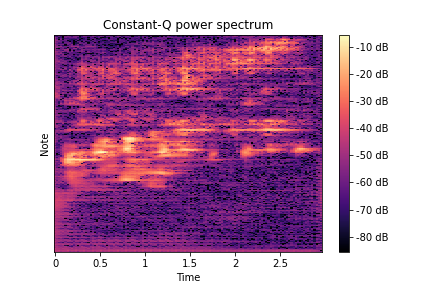 Constant-Q power spectrum
Note
0
0.5
1
1.5
2
2.5
Time
-10 dB
-20 dB
-30 dB
-40 dB
-50 dB
-60 dB
-70 dB
-80 dB